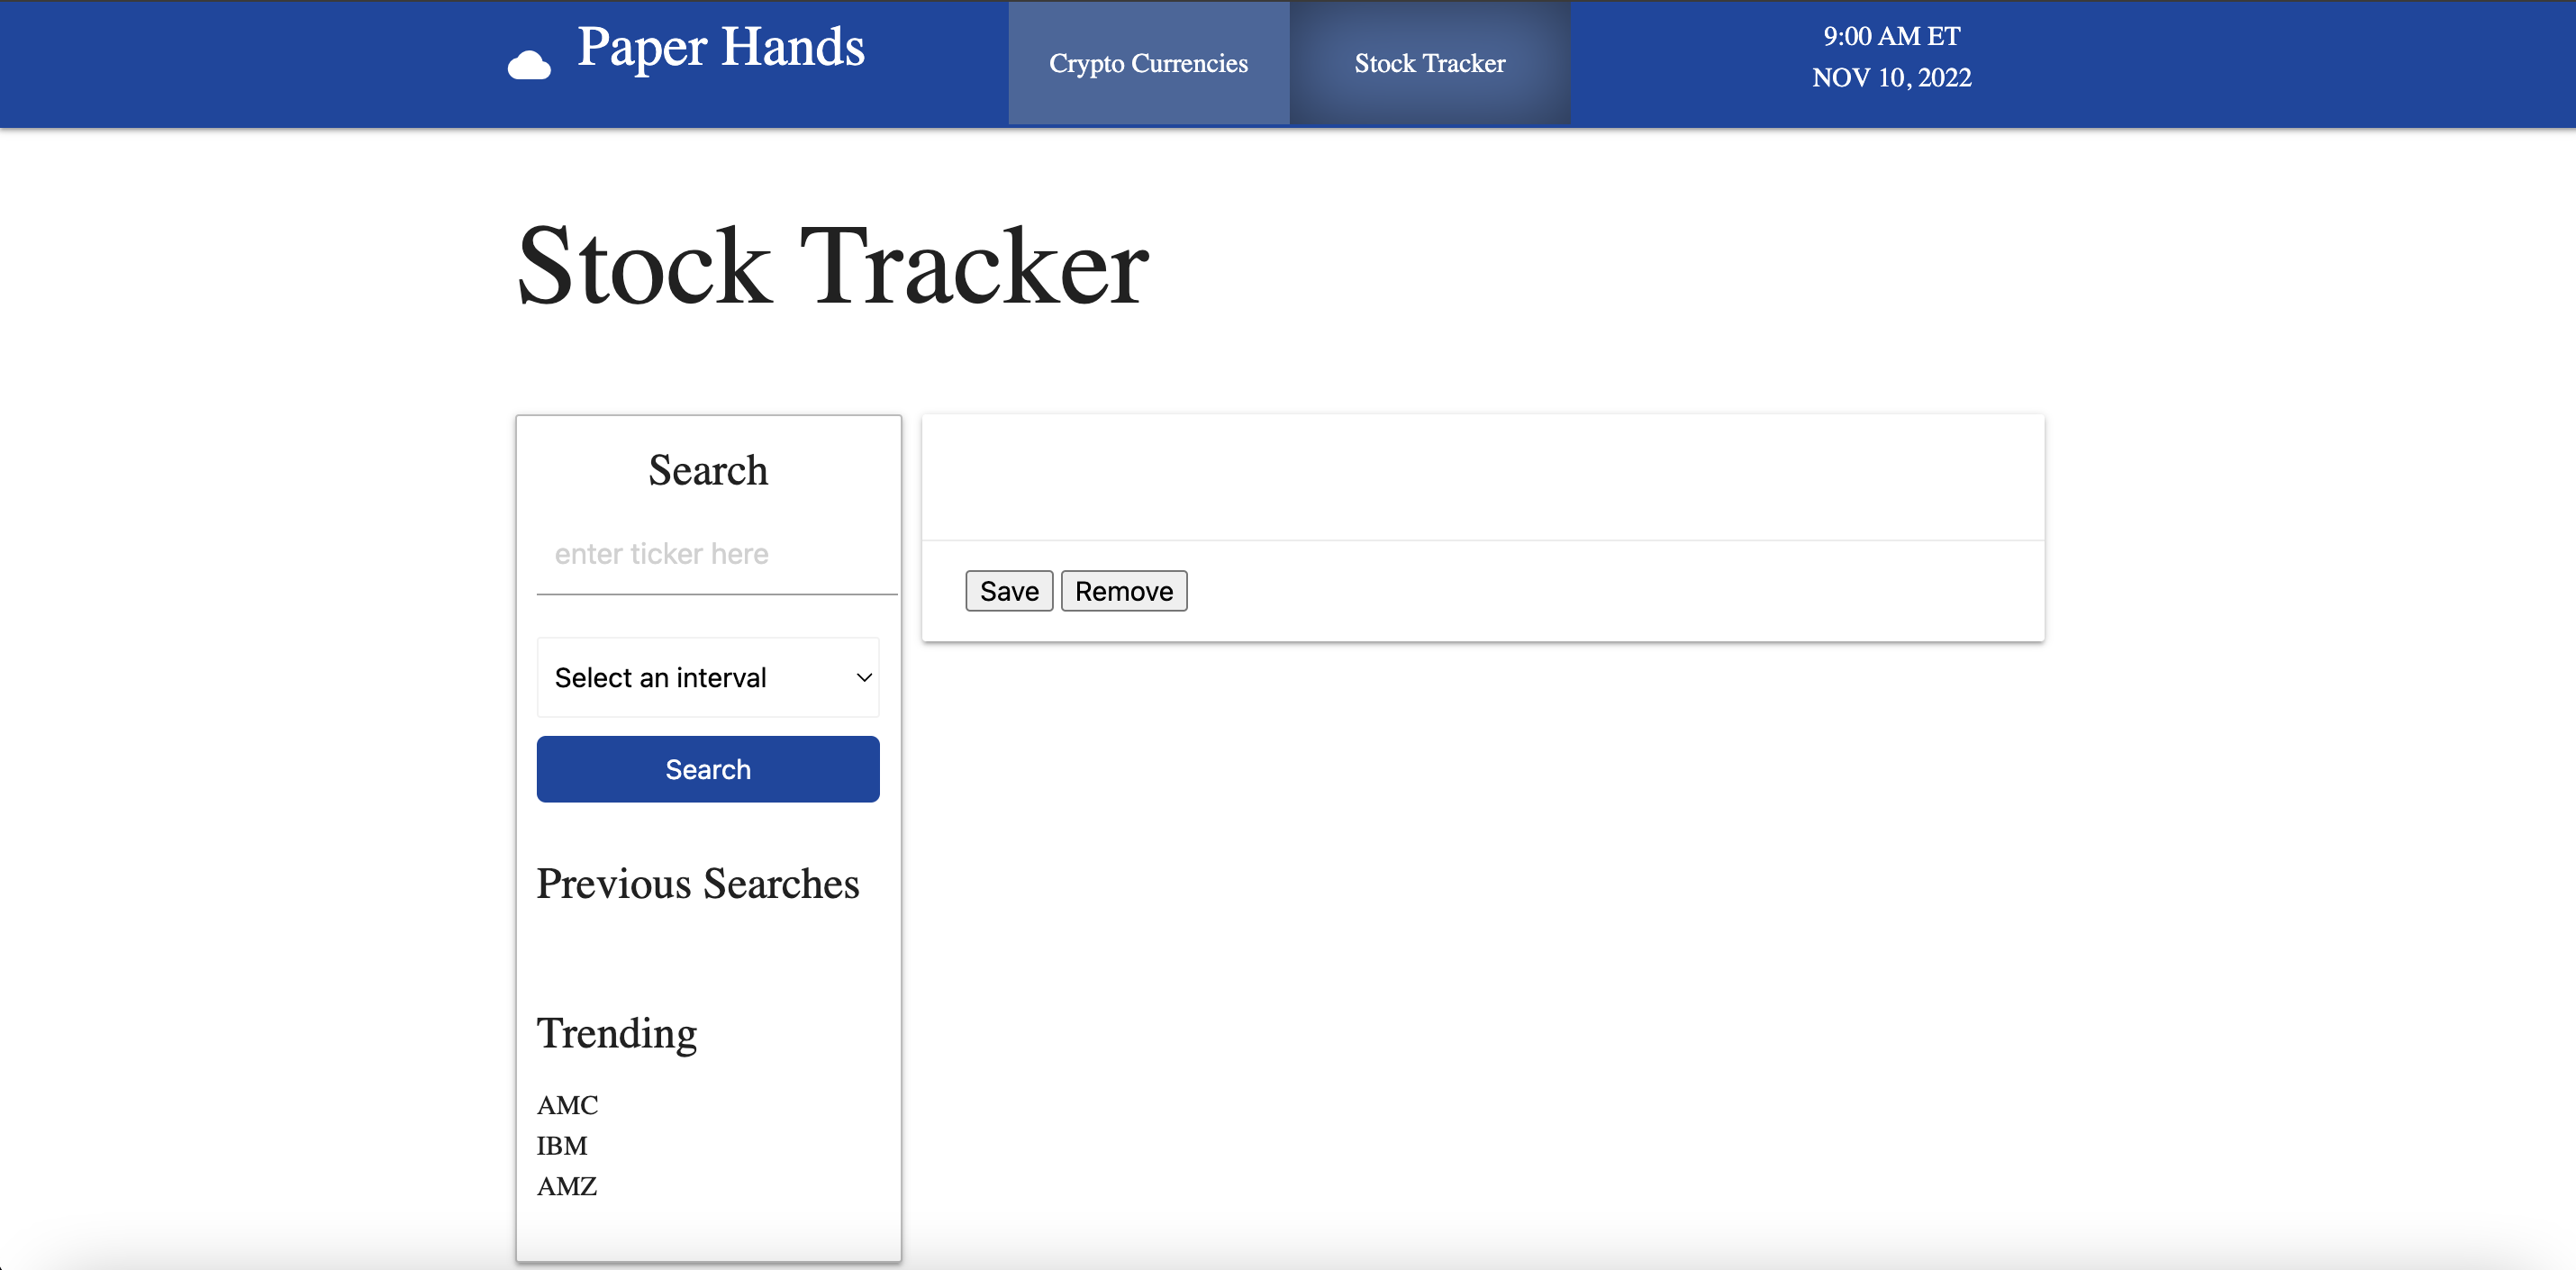 Paper Hands
Crypto Currencies
Stock Tracker
9:00 AM ET
NOV 10, 2022
Stock Tracker
Search
enter ticker here
Select an interval
Search
Previous Searches
Trending
AMC
IBM
AMZ
Save Remove